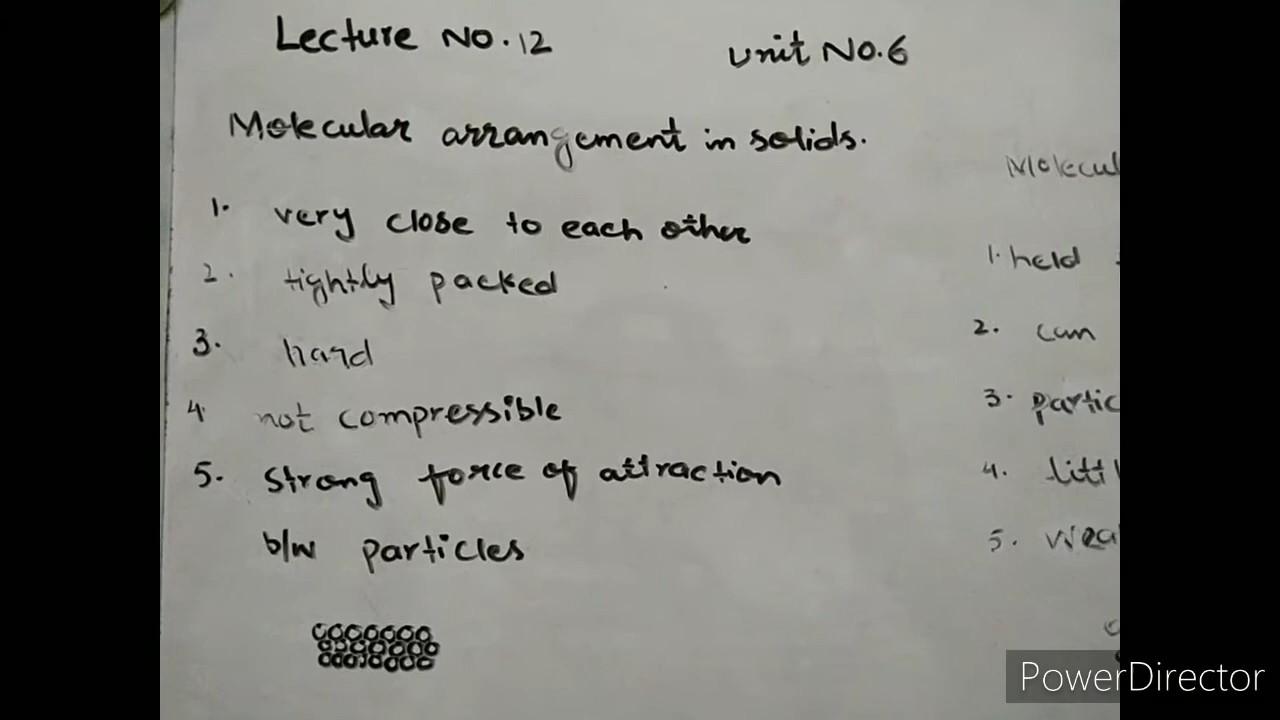 Lecture No.12
Unit No.6
Molecular arrangement in solids.
1. very close to each other
2. tightly packed
3. hard
4. not compressible
5. strong force of attraction
b/w particles
Molecul
1. held
2. can
3. partic
4. littl
5. wea
PowerDirector